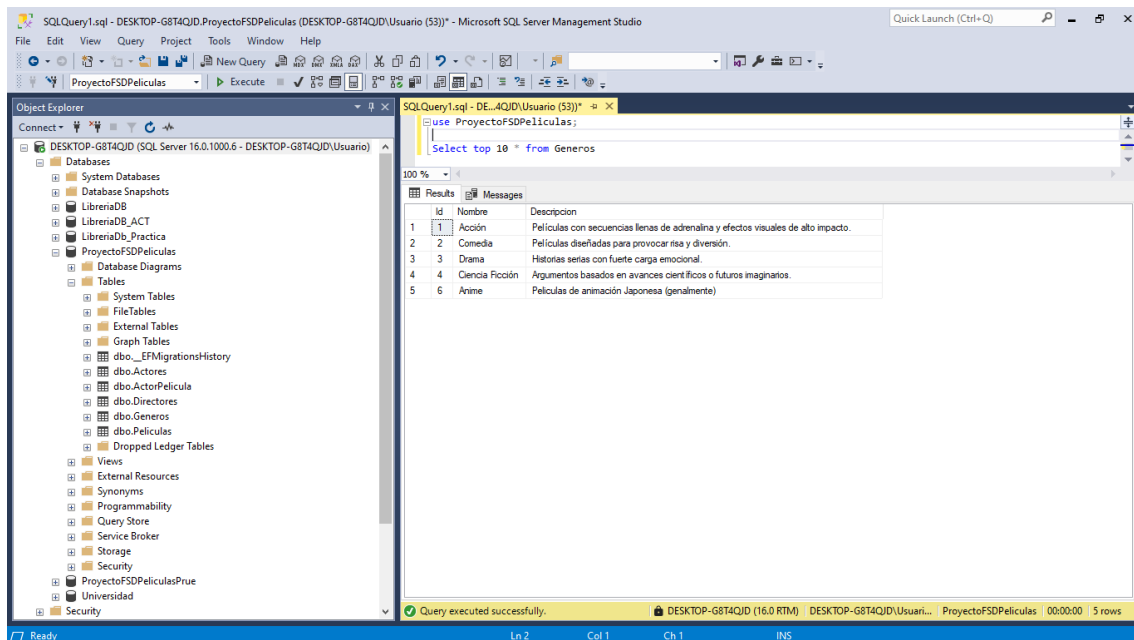 SQLQuery1.sql - DESKTOP-G8T4QJD.ProyectoFSDPeliculas (DESKTOP-G8T4QJD\Usuario (53))* - Microsoft SQL Server Management Studio
Quick Launch (Ctrl+Q)
File Edit View Query Project Tools Window Help
New Query
ProyectoFSDPeliculas
Execute
Object Explorer
Connect
DESKTOP-G8T4QJD (SQL Server 16.0.1000.6 - DESKTOP-G8T4QJD\Usuario)
Databases
System Databases
Database Snapshots
LibreriaDB
LibreriaDB_ACT
LibreriaDb_Practica
ProyectoFSDPeliculas
Database Diagrams
Tables
System Tables
FileTables
External Tables
Graph Tables
dbo.__EFMigrationsHistory
dbo.Actores
dbo.ActorPelicula
dbo.Directores
dbo.Generos
dbo.Peliculas
Dropped Ledger Tables
Views
External Resources
Synonyms
Programmability
Query Store
Service Broker
Storage
Security
ProyectoFSDPeliculasPrue
Universidad
Security
SQLQuery1.sql - DE...4QJD\Usuario (53))*
use ProyectoFSDPeliculas;
Select top 10 * from Generos
100 %
Results Messages
Id Nombre Descripcion
1 1 Acción Películas con secuencias llenas de adrenalina y efectos visuales de alto impacto.
2 2 Comedia Películas diseñadas para provocar risa y diversión.
3 3 Drama Historias serias con fuerte carga emocional.
4 4 Ciencia Ficción Argumentos basados en avances científicos o futuros imaginarios.
5 6 Anime Peliculas de animación Japonesa (genalmente)
Query executed successfully.
DESKTOP-G8T4QJD (16.0 RTM) DESKTOP-G8T4QJD\Usuari... ProyectoFSDPeliculas 00:00:00 5 rows
Ready Ln 2 Col 1 Ch 1 INS